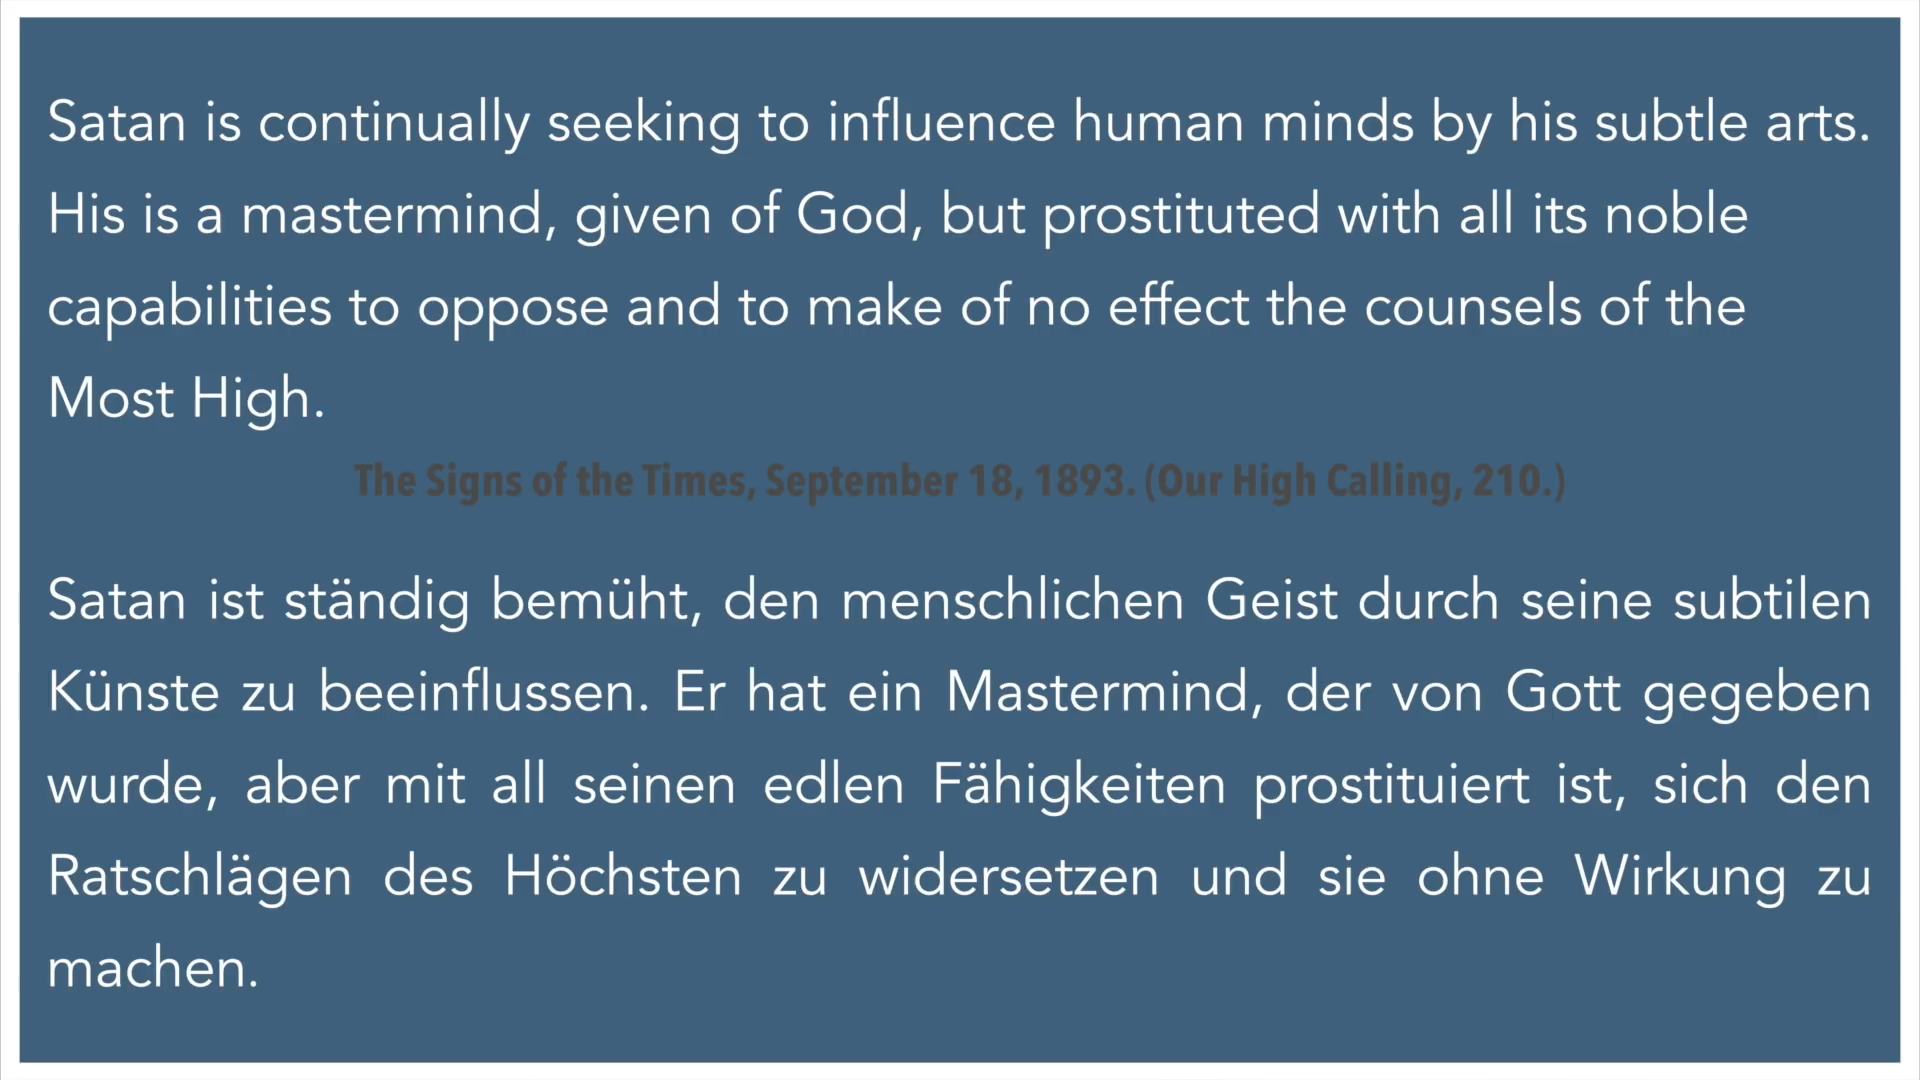 Satan is continually seeking to influence human minds by his subtle arts.
His is a mastermind, given of God, but prostituted with all its noble
capabilities to oppose and to make of no effect the counsels of the
Most High.
The Signs of the Times, September 18, 1893. (Our High Calling, 210.)
Satan ist ständig bemüht, den menschlichen Geist durch seine subtilen
Künste zu beeinflussen. Er hat ein Mastermind, der von Gott gegeben
wurde, aber mit all seinen edlen Fähigkeiten prostituiert ist, sich den
Ratschlägen des Höchsten zu widersetzen und sie ohne Wirkung zu
machen.